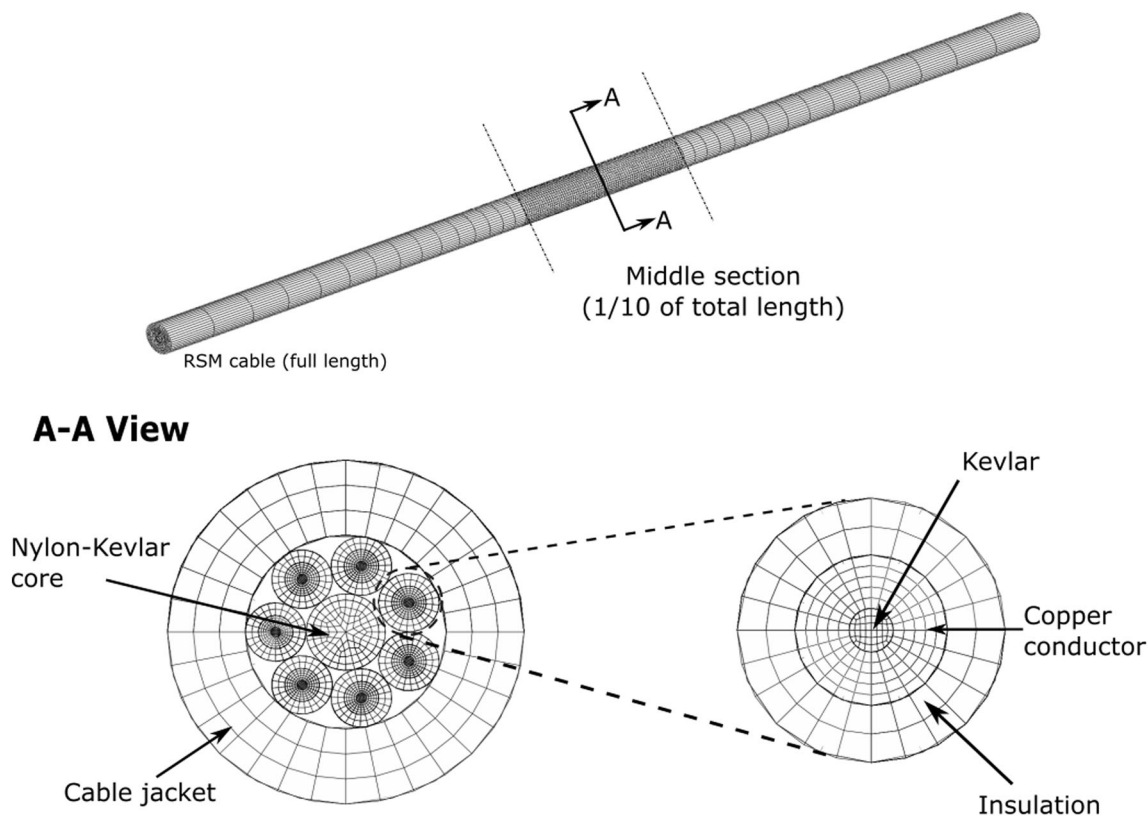 A
A
Middle section
(1/10 of total length)
RSM cable (full length)
A-A View
Kevlar
Nylon-Kevlar
core
Copper
conductor
Cable jacket
Insulation